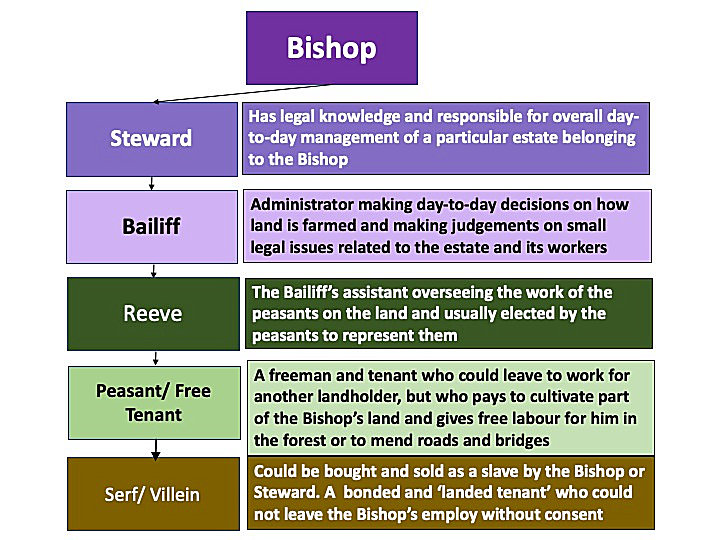 Bishop
Steward
Has legal knowledge and responsible for overall day-
to-day management of a particular estate belonging
to the Bishop
Bailiff
Administrator making day-to-day decisions on how
land is farmed and making judgements on small
legal issues related to the estate and its workers
Reeve
The Bailiff’s assistant overseeing the work of the
peasants on the land and usually elected by the
peasants to represent them
Peasant/ Free
Tenant
A freeman and tenant who could leave to work for
another landholder, but who pays to cultivate part
of the Bishop’s land and gives free labour for him in
the forest or to mend roads and bridges
Serf/ Villein
Could be bought and sold as a slave by the Bishop or
Steward. A  bonded and ‘landed tenant’ who could
not leave the Bishop’s employ without consent